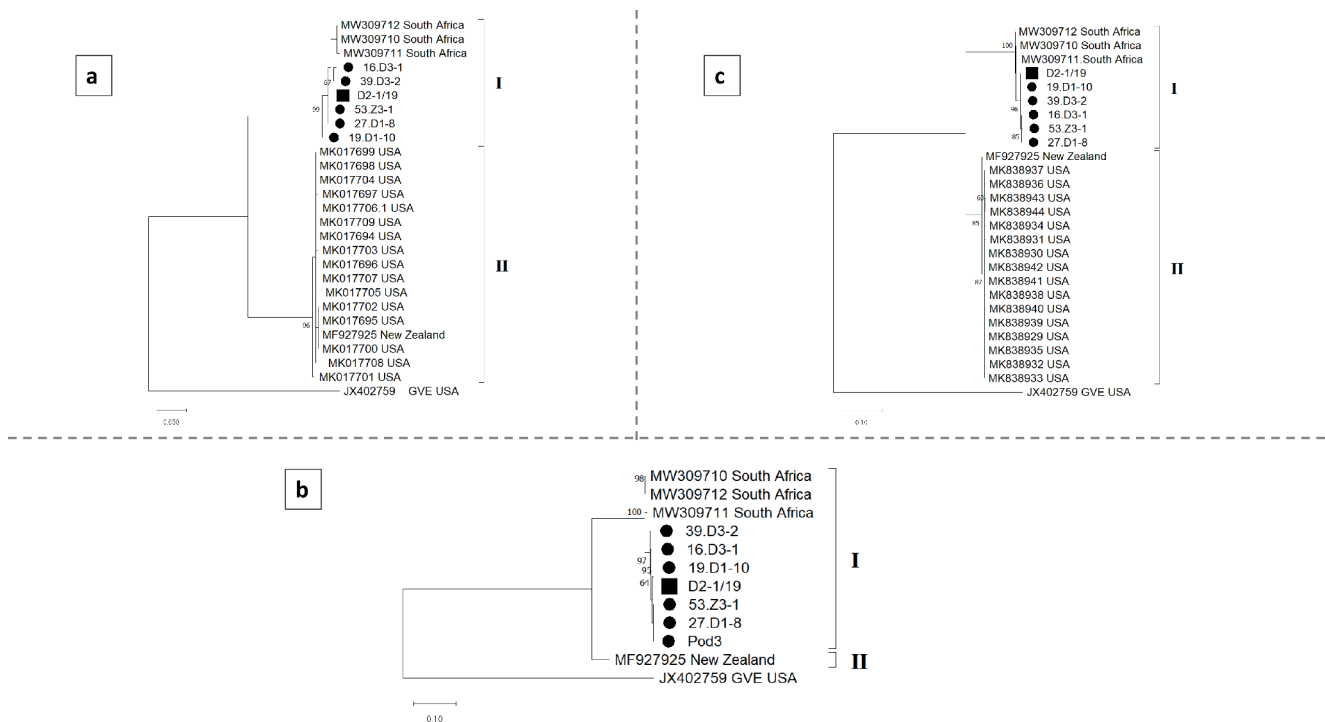 a
MW309712 South Africa
MW309710 South Africa
MW309711 South Africa
67
16.D3-1
39.D3-2
99
D2-1/19
53.Z3-1
27.D1-8
19.D1-10
I
MK017699 USA
MK017698 USA
MK017704 USA
MK017697 USA
MK017706.1 USA
MK017709 USA
MK017694 USA
MK017703 USA
MK017696 USA
MK017707 USA
MK017705 USA
MK017702 USA
MK017695 USA
96
MF927925 New Zealand
MK017700 USA
MK017708 USA
MK017701 USA
II
JX402759 GVE USA
0.050
c
MW309712 South Africa
100
MW309710 South Africa
MW309711 South Africa
D2-1/19
19.D1-10
39.D3-2
96
16.D3-1
53.Z3-1
85
27.D1-8
I
MF927925 New Zealand
MK838937 USA
MK838936 USA
63
MK838943 USA
MK838944 USA
85
MK838934 USA
MK838931 USA
MK838930 USA
MK838942 USA
87
MK838941 USA
MK838938 USA
MK838940 USA
MK838939 USA
MK838929 USA
MK838935 USA
MK838932 USA
MK838933 USA
II
JX402759 GVE USA
0.10
b
98
MW309710 South Africa
MW309712 South Africa
100
MW309711 South Africa
39.D3-2
16.D3-1
97
95
19.D1-10
64
D2-1/19
53.Z3-1
27.D1-8
Pod3
I
MF927925 New Zealand
II
JX402759 GVE USA
0.10